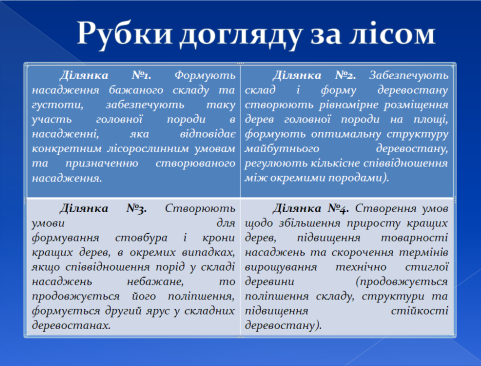 Рубки догляду за лісом
Ділянка №1. Формують
насадження бажаного складу та
густоти, забезпечують таку
участь головної породи в
насадженні, яка відповідає
конкретним лісорослинним умовам
та призначенню створюваного
насадження.
Ділянка №2. Забезпечують
склад і форму деревостану
створюють рівномірне розміщення
дерев головної породи на площі,
формують оптимальну структуру
майбутнього деревостану,
регулюють кількісне співвідношення
між окремими породами).
Ділянка №3. Створюють
умови для
формування стовбура і крони
кращих дерев, в окремих випадках,
якщо співвідношення порід у складі
насаджень небажане, то
продовжується його поліпшення,
формується другий ярус у складних
деревостанах.
Ділянка №4. Створення умов
щодо збільшення приросту кращих
дерев, підвищення товарності
насаджень та скорочення термінів
вирощування технічно стиглої
деревини (продовжується
поліпшення складу, структури та
підвищення стійкості
деревостану).